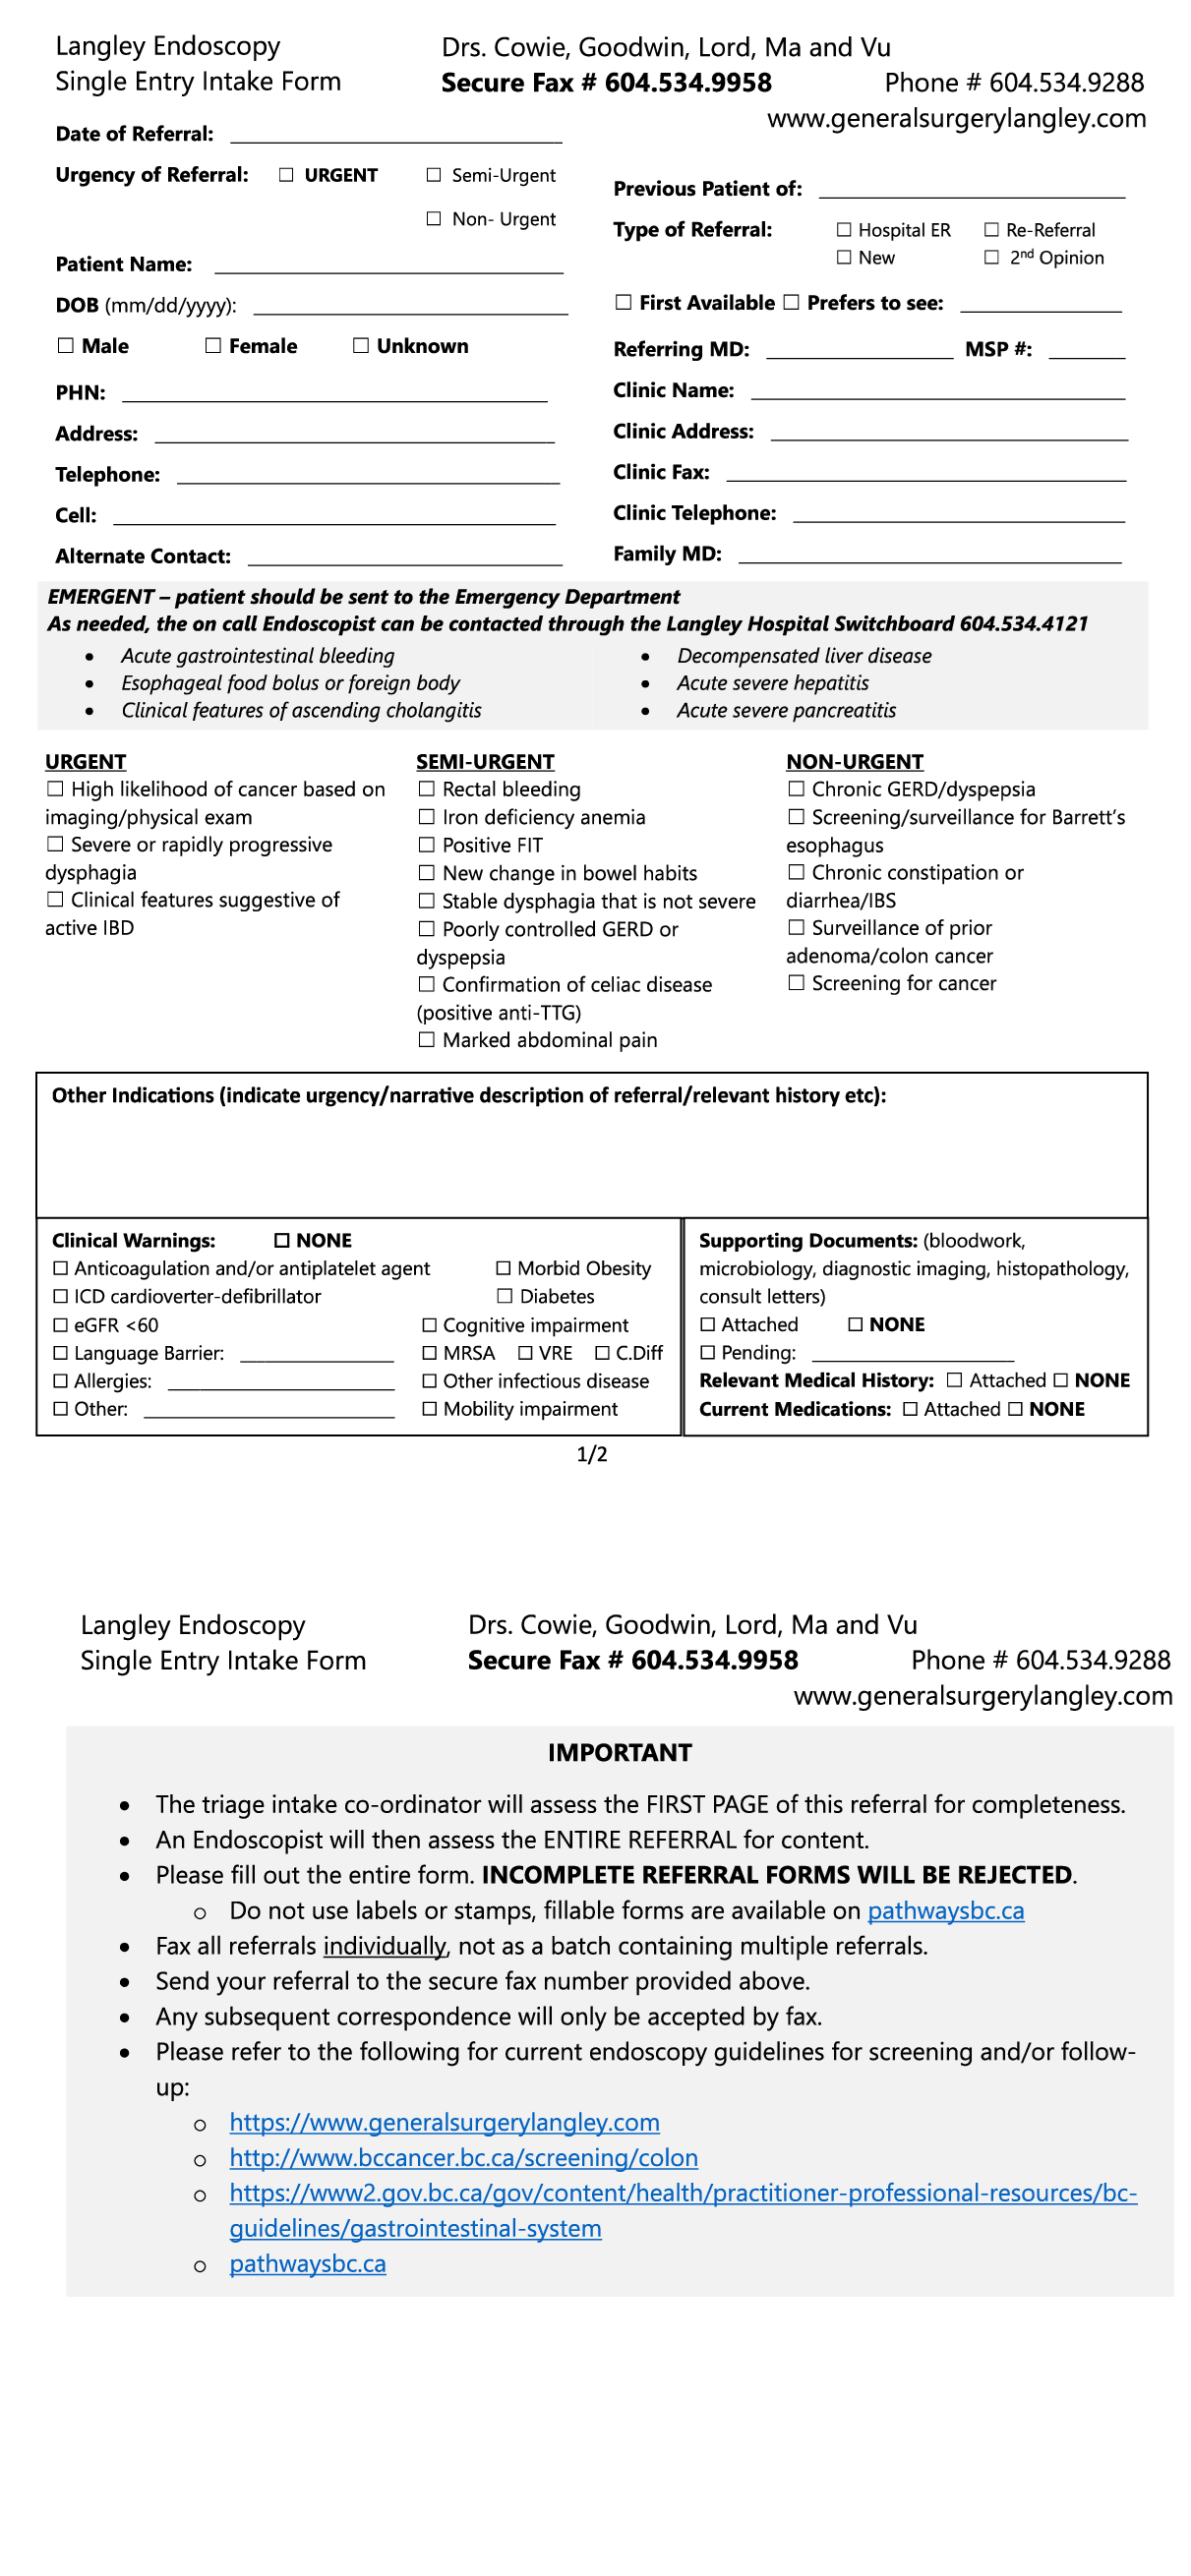 Langley Endoscopy
Single Entry Intake Form
Drs. Cowie, Goodwin, Lord, Ma and Vu
Secure Fax # 604.534.9958 Phone # 604.534.9288
www.generalsurgerylangley.com
Date of Referral:
Urgency of Referral: ☐ URGENT ☐ Semi-Urgent
☐ Non- Urgent
Patient Name:
DOB (mm/dd/yyyy):
☐ Male ☐ Female ☐ Unknown
PHN:
Address:
Telephone:
Cell:
Alternate Contact:
Previous Patient of:
Type of Referral: ☐ Hospital ER ☐ Re-Referral
☐ New ☐ 2nd Opinion
☐ First Available ☐ Prefers to see:
Referring MD: MSP #:
Clinic Name:
Clinic Address:
Clinic Fax:
Clinic Telephone:
Family MD:
EMERGENT – patient should be sent to the Emergency Department
As needed, the on call Endoscopist can be contacted through the Langley Hospital Switchboard 604.534.4121
• Acute gastrointestinal bleeding
• Esophageal food bolus or foreign body
• Clinical features of ascending cholangitis
• Decompensated liver disease
• Acute severe hepatitis
• Acute severe pancreatitis
URGENT
☐ High likelihood of cancer based on
imaging/physical exam
☐ Severe or rapidly progressive
dysphagia
☐ Clinical features suggestive of
active IBD
SEMI-URGENT
☐ Rectal bleeding
☐ Iron deficiency anemia
☐ Positive FIT
☐ New change in bowel habits
☐ Stable dysphagia that is not severe
☐ Poorly controlled GERD or
dyspepsia
☐ Confirmation of celiac disease
(positive anti-TTG)
☐ Marked abdominal pain
NON-URGENT
☐ Chronic GERD/dyspepsia
☐ Screening/surveillance for Barrett's
esophagus
☐ Chronic constipation or
diarrhea/IBS
☐ Surveillance of prior
adenoma/colon cancer
☐ Screening for cancer
Other Indications (indicate urgency/narrative description of referral/relevant history etc):
Clinical Warnings: ☐ NONE
☐ Anticoagulation and/or antiplatelet agent ☐ Morbid Obesity
☐ ICD cardioverter-defibrillator ☐ Diabetes
☐ eGFR <60 ☐ Cognitive impairment
☐ Language Barrier: ☐ MRSA ☐ VRE ☐ C.Diff
☐ Allergies: ☐ Other infectious disease
☐ Other: ☐ Mobility impairment
Supporting Documents: (bloodwork,
microbiology, diagnostic imaging, histopathology,
consult letters)
☐ Attached ☐ NONE
☐ Pending:
Relevant Medical History: ☐ Attached ☐ NONE
Current Medications: ☐ Attached ☐ NONE
1/2
Langley Endoscopy
Single Entry Intake Form
Drs. Cowie, Goodwin, Lord, Ma and Vu
Secure Fax # 604.534.9958 Phone # 604.534.9288
www.generalsurgerylangley.com
IMPORTANT
• The triage intake co-ordinator will assess the FIRST PAGE of this referral for completeness.
• An Endoscopist will then assess the ENTIRE REFERRAL for content.
• Please fill out the entire form. INCOMPLETE REFERRAL FORMS WILL BE REJECTED.
o Do not use labels or stamps, fillable forms are available on pathwaysbc.ca
• Fax all referrals individually, not as a batch containing multiple referrals.
• Send your referral to the secure fax number provided above.
• Any subsequent correspondence will only be accepted by fax.
• Please refer to the following for current endoscopy guidelines for screening and/or follow-
up:
o https://www.generalsurgerylangley.com
o http://www.bccancer.bc.ca/screening/colon
o https://www2.gov.bc.ca/gov/content/health/practitioner-professional-resources/bc-
guidelines/gastrointestinal-system
o pathwaysbc.ca